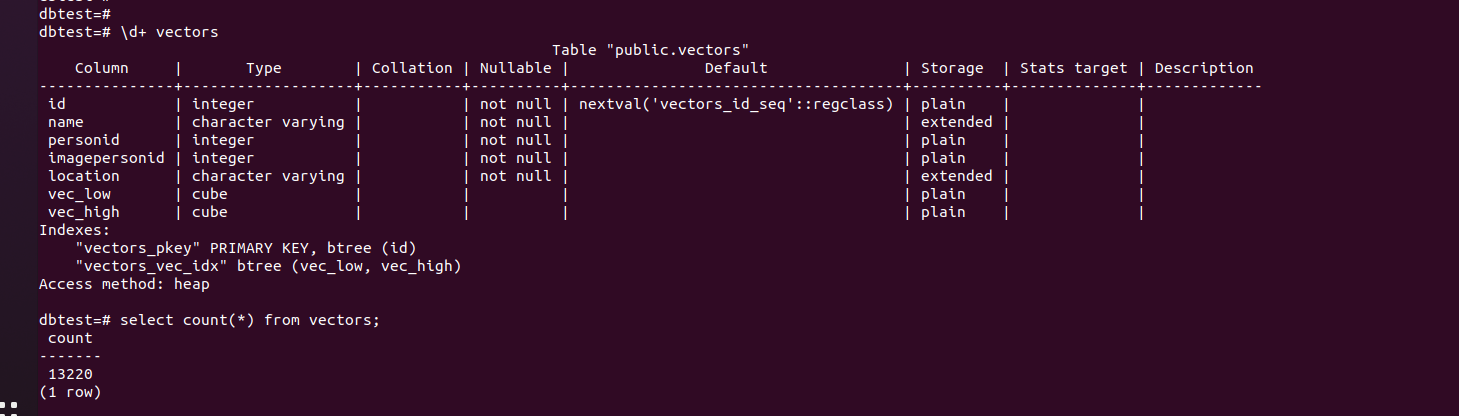 dbtest=#
dbtest=# \d+ vectors
                                                           Table "public.vectors"
    Column     |       Type        | Collation | Nullable |               Default               | Storage  | Stats target | Description
---------------+-------------------+-----------+----------+-------------------------------------+----------+--------------+-------------
 id            | integer           |           | not null | nextval('vectors_id_seq'::regclass) | plain    |              |
 name          | character varying |           | not null |                                     | extended |              |
 personid      | integer           |           | not null |                                     | plain    |              |
 imagepersonid | integer           |           | not null |                                     | plain    |              |
 location      | character varying |           | not null |                                     | extended |              |
 vec_low       | cube              |           |          |                                     | plain    |              |
 vec_high      | cube              |           |          |                                     | plain    |              |
Indexes:
    "vectors_pkey" PRIMARY KEY, btree (id)
    "vectors_vec_idx" btree (vec_low, vec_high)
Access method: heap
dbtest=# select count(*) from vectors;
 count
-------
 13220
(1 row)